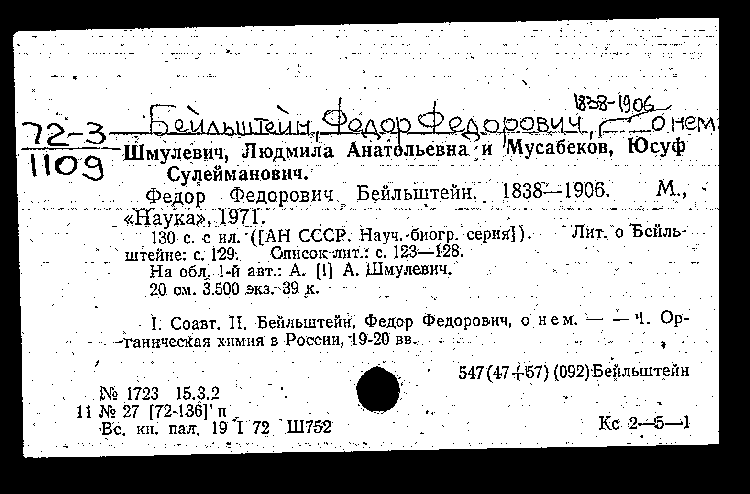 1838-1906
72-3 Бейльштейн, Федор Федорович, о нем
1109
Шмулевич, Людмила Анатольевна и Мусабеков, Юсуф
Сулейманович.
Федор Федорович Бейльштейн. 1838—1906. М.,
«Наука», 1971.
130 с. с ил. ([АН СССР. Науч.-биогр. серия]). Лит. о Бейль-
штейне: с. 129. Список лит.: с. 123—128.
На обл. 1-й авт.: А. [!] А. Шмулевич.
20 см. 3.500 экз. 39 к.
I. Соавт. II. Бейльштейн, Федор Федорович, о нем. — — 1. Ор-
ганическая химия в России, 19-20 вв.
547(47+57)(092)Бейльштейн
№ 1723 15.3.2
11 № 27 [72-136] п
Вс. кн. пал. 19 I 72 Ш752
Кс 2—5—1